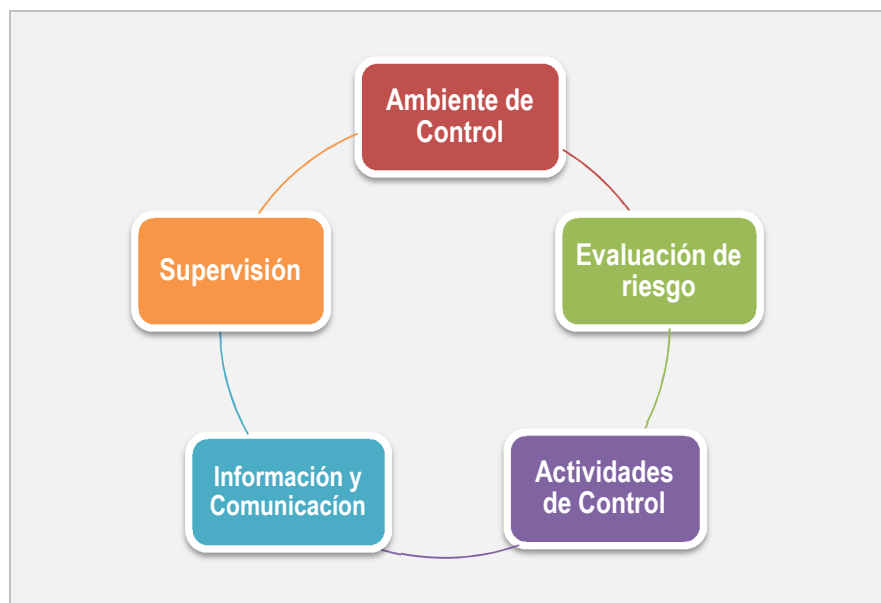 Ambiente de
Control
Evaluación de
riesgo
Actividades
de Control
Información y
Comunicacíon
Supervisión